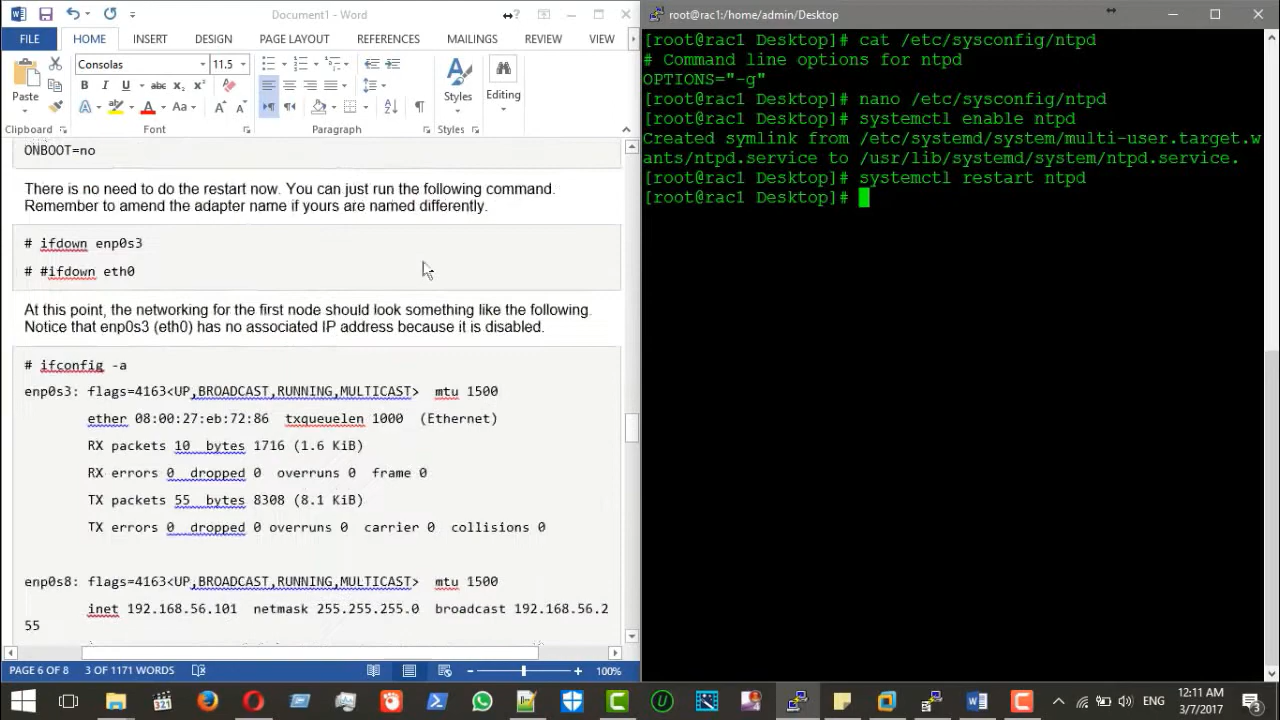 Document1 - Word
FILE HOME INSERT DESIGN PAGE LAYOUT REFERENCES MAILINGS REVIEW VIEW
Consolas 11.5
Paste
B I U abc X₂ X²
A aby A Aa A A
Styles
Editing
Clipboard Font Paragraph Styles
ONBOOT=no
There is no need to do the restart now. You can just run the following command.
Remember to amend the adapter name if yours are named differently.
# ifdown enp0s3
# #ifdown eth0
At this point, the networking for the first node should look something like the following.
Notice that enp0s3 (eth0) has no associated IP address because it is disabled.
# ifconfig -a
enp0s3: flags=4163<UP,BROADCAST,RUNNING,MULTICAST> mtu 1500
ether 08:00:27:eb:72:86 txqueuelen 1000 (Ethernet)
RX packets 10 bytes 1716 (1.6 KiB)
RX errors 0 dropped 0 overruns 0 frame 0
TX packets 55 bytes 8308 (8.1 KiB)
TX errors 0 dropped 0 overruns 0 carrier 0 collisions 0
enp0s8: flags=4163<UP,BROADCAST,RUNNING,MULTICAST> mtu 1500
inet 192.168.56.101 netmask 255.255.255.0 broadcast 192.168.56.2
55
PAGE 6 OF 8 3 OF 1171 WORDS 100%
root@rac1:/home/admin/Desktop
[root@rac1 Desktop]# cat /etc/sysconfig/ntpd
# Command line options for ntpd
OPTIONS="-g"
[root@rac1 Desktop]# nano /etc/sysconfig/ntpd
[root@rac1 Desktop]# systemctl enable ntpd
Created symlink from /etc/systemd/system/multi-user.target.w
ants/ntpd.service to /usr/lib/systemd/system/ntpd.service.
[root@rac1 Desktop]# systemctl restart ntpd
[root@rac1 Desktop]#
ENG
12:11 AM
3/7/2017